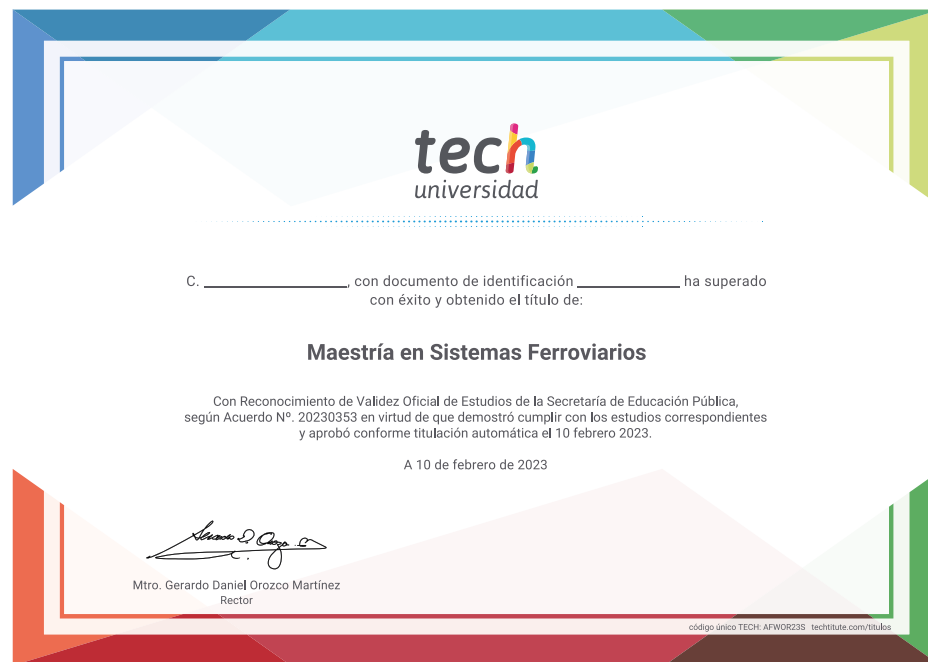 tech
universidad
C. ____________, con documento de identificación ____________ ha superado
con éxito y obtenido el título de:
Maestría en Sistemas Ferroviarios
Con Reconocimiento de Validez Oficial de Estudios de la Secretaría de Educación Pública,
según Acuerdo Nº. 20230353 en virtud de que demostró cumplir con los estudios correspondientes
y aprobó conforme titulación automática el 10 febrero 2023.
A 10 de febrero de 2023
Mtro. Gerardo Daniel Orozco Martínez
Rector
código único TECH: AFWOR23S techtitute.com/titulos